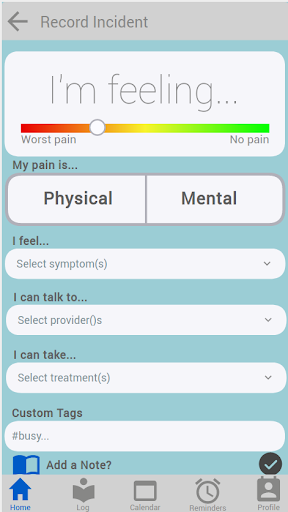 Record Incident
I'm feeling...
Worst pain No pain
My pain is...
Physical Mental
I feel...
Select symptom(s)
I can talk to...
Select provider()s
I can take...
Select treatment(s)
Custom Tags
#busy...
Add a Note?
Home Log Calendar Reminders Profile